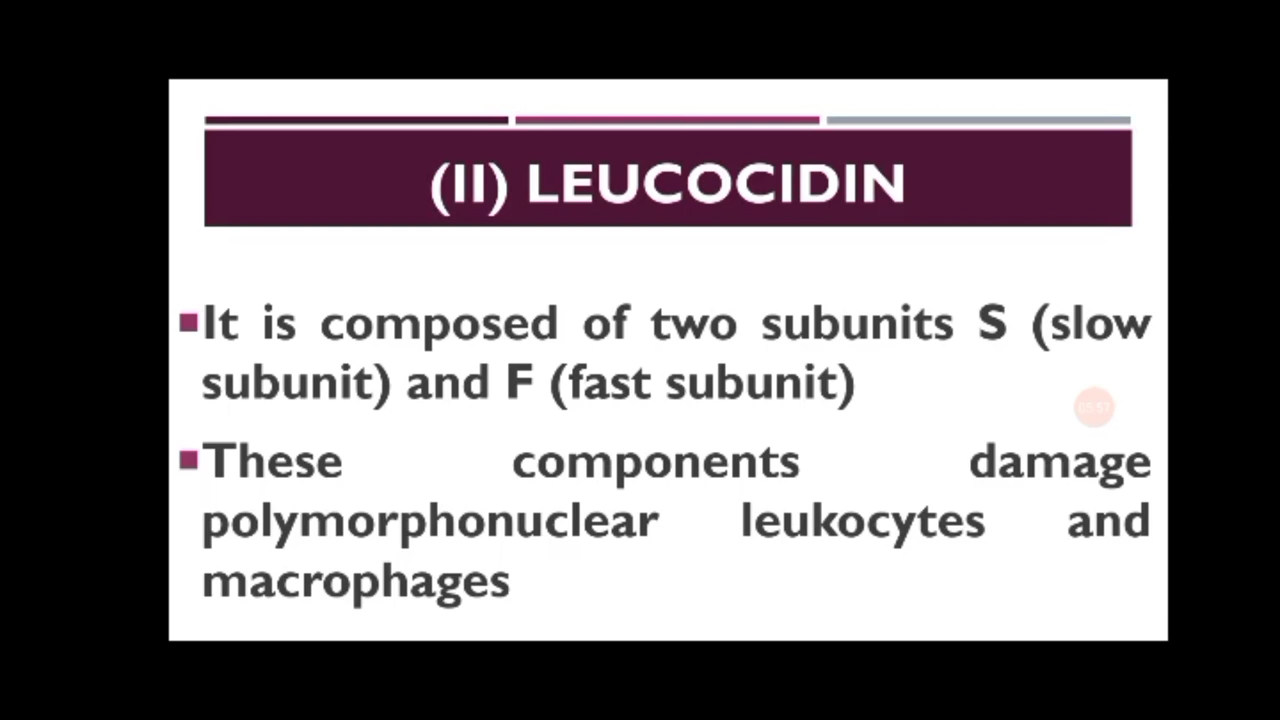 (II) LEUCOCIDIN
It is composed of two subunits S (slow
subunit) and F (fast subunit)
These components damage
polymorphonuclear leukocytes and
macrophages